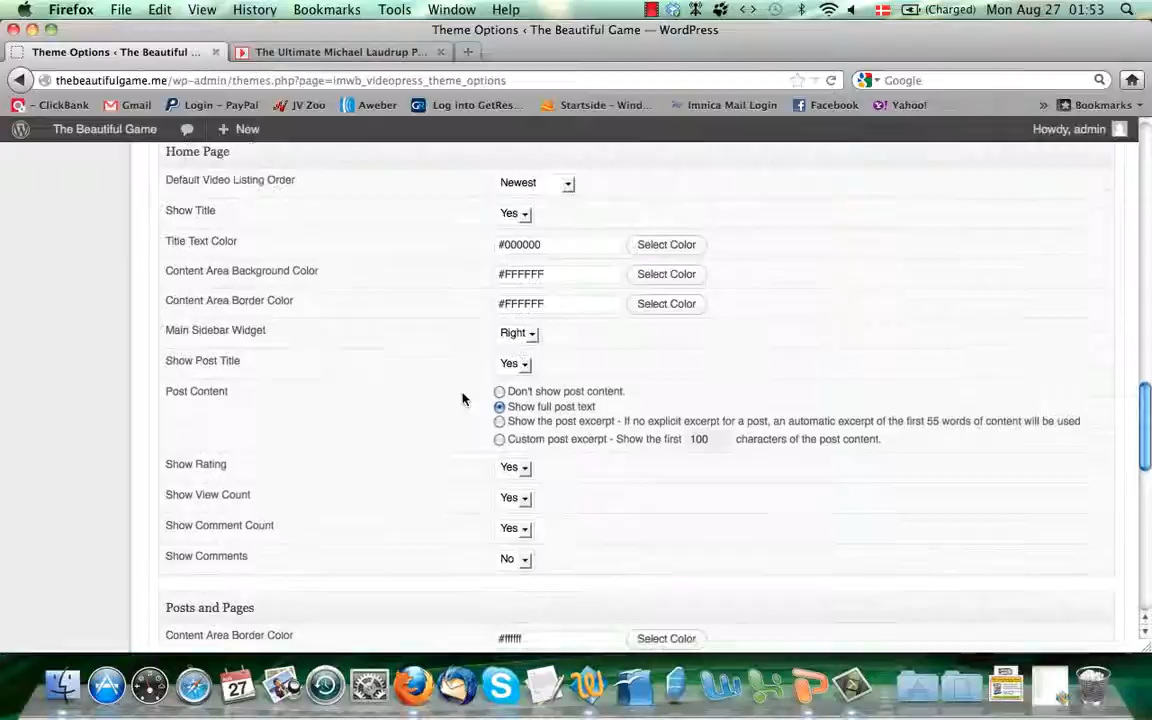 Firefox File Edit View History Bookmarks Tools Window Help (Charged) Mon Aug 27 01:53
Theme Options ‹ The Beautiful Game — WordPress
Theme Options ‹ The Beautiful ... The Ultimate Michael Laudrup P...
thebeautifulgame.me/wp-admin/themes.php?page=imwb_videopress_theme_options Google
- ClickBank Gmail Login - PayPal JV Zoo Aweber Log into GetRes... Startside - Wind... Imnica Mail Login Facebook Yahoo! » Bookmarks
The Beautiful Game + New Howdy, admin
Home Page
Default Video Listing Order Newest
Show Title Yes
Title Text Color #000000 Select Color
Content Area Background Color #FFFFFF Select Color
Content Area Border Color #FFFFFF Select Color
Main Sidebar Widget Right
Show Post Title Yes
Post Content Don't show post content.
Show full post text
Show the post excerpt - If no explicit excerpt for a post, an automatic excerpt of the first 55 words of content will be used
Custom post excerpt - Show the first 100 characters of the post content.
Show Rating Yes
Show View Count Yes
Show Comment Count Yes
Show Comments No
Posts and Pages
Content Area Border Color #ffffff Select Color
27